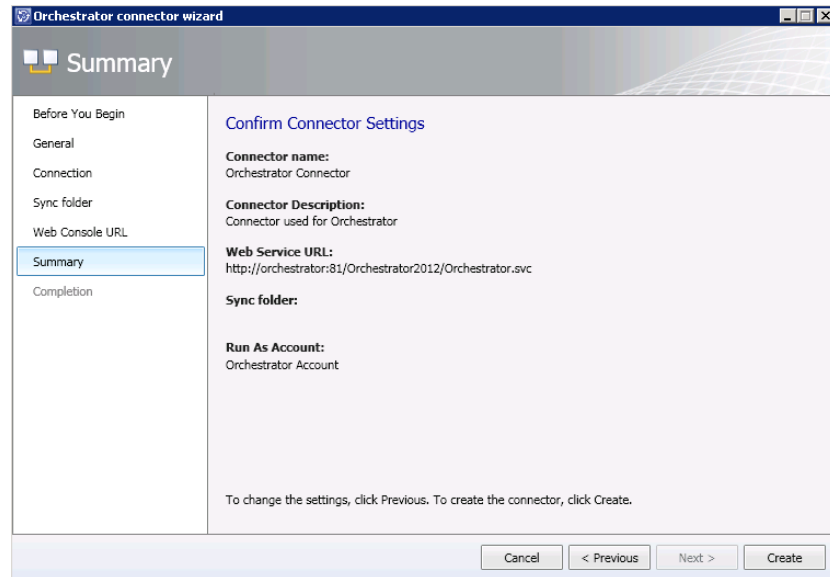 Orchestrator connector wizard
Summary
Before You Begin
General
Connection
Sync folder
Web Console URL
Summary
Completion
Confirm Connector Settings
Connector name:
Orchestrator Connector
Connector Description:
Connector used for Orchestrator
Web Service URL:
http://orchestrator:81/Orchestrator2012/Orchestrator.svc
Sync folder:
Run As Account:
Orchestrator Account
To change the settings, click Previous. To create the connector, click Create.
Cancel
< Previous
Next >
Create